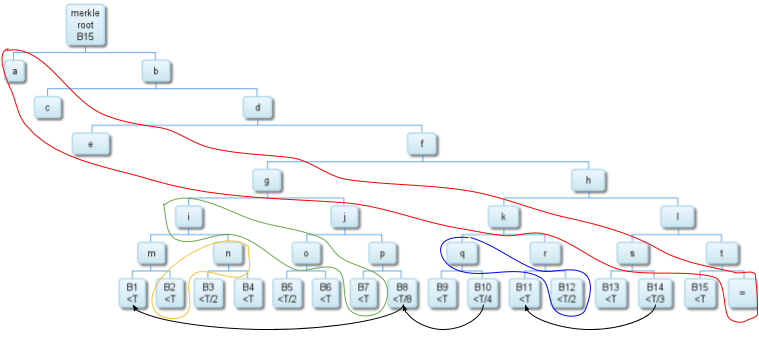 merkle
root
B15
a
b
c
d
e
f
g
h
i
j
k
l
m
n
o
p
q
r
s
t
B1
<T
B2
<T
B3
<T/2
B4
<T
B5
<T/2
B6
<T
B7
<T
B8
<T/8
B9
<T
B10
<T/4
B11
<T
B12
<T/2
B13
<T
B14
<T/3
B15
<T
=